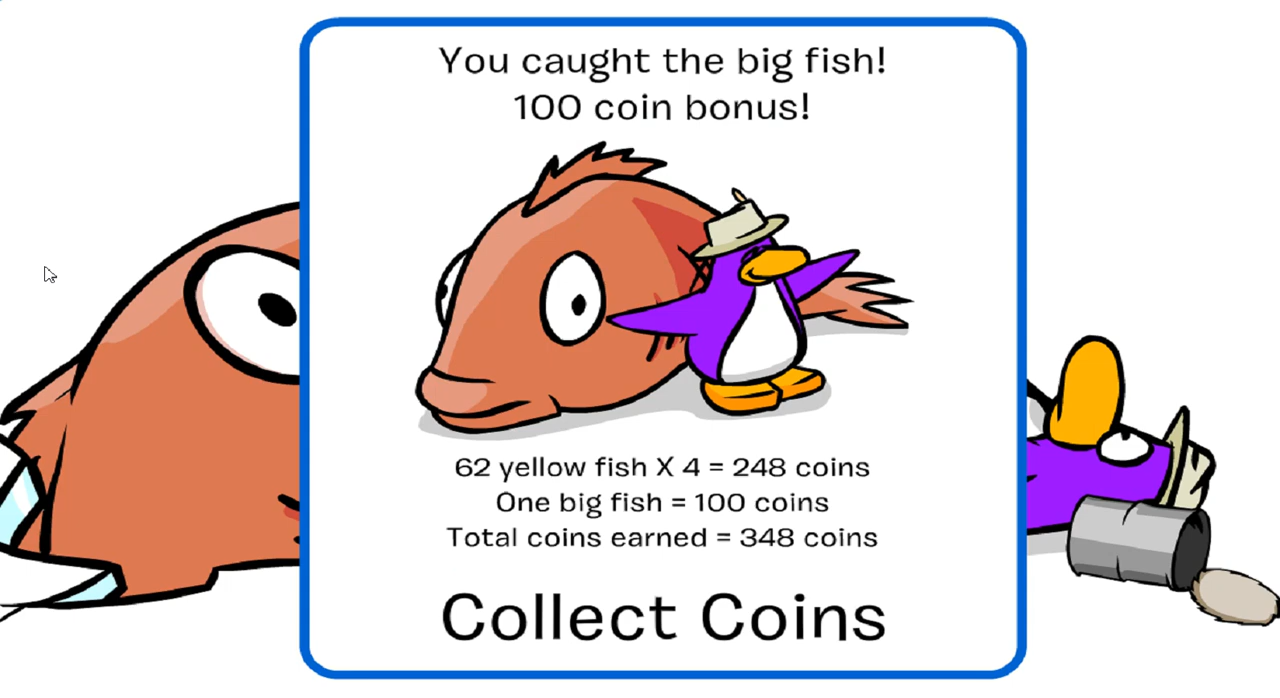 You caught the big fish!
100 coin bonus!
62 yellow fish X 4 = 248 coins
One big fish = 100 coins
Total coins earned = 348 coins
Collect Coins